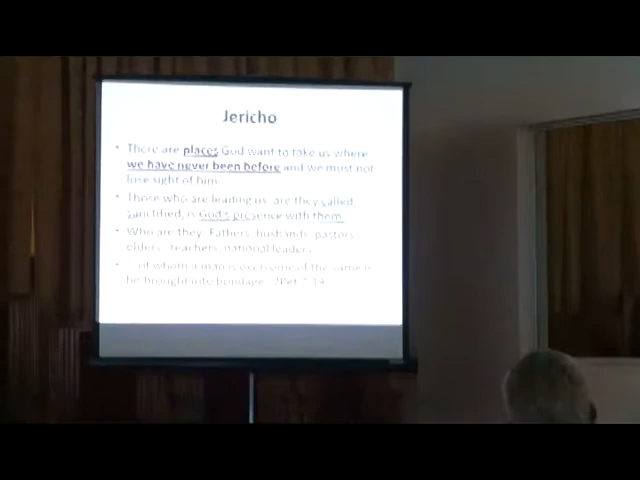 Jericho
• There are places God want to take us where
we have never been before and we must not
lose sight of him
• Those who are leading us are they called,
sanctified, is God's presence with them.
• Who are they Fathers, husbands, pastors
elders, teachers, national leaders
• of whom a man is overcome of the same is
he brought into bondage 2Pet 19